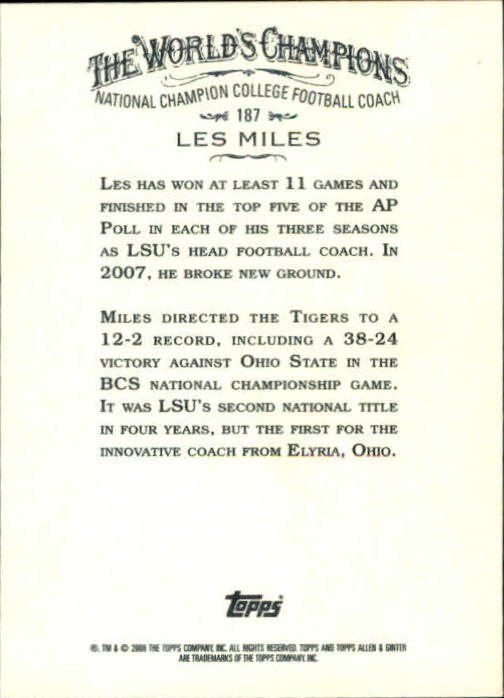 THE WORLD'S CHAMPIONS
NATIONAL CHAMPION COLLEGE FOOTBALL COACH
187
LES MILES
LES HAS WON AT LEAST 11 GAMES AND
FINISHED IN THE TOP FIVE OF THE AP
POLL IN EACH OF HIS THREE SEASONS
AS LSU'S HEAD FOOTBALL COACH. IN
2007, HE BROKE NEW GROUND.
MILES DIRECTED THE TIGERS TO A
12-2 RECORD, INCLUDING A 38-24
VICTORY AGAINST OHIO STATE IN THE
BCS NATIONAL CHAMPIONSHIP GAME.
IT WAS LSU'S SECOND NATIONAL TITLE
IN FOUR YEARS, BUT THE FIRST FOR THE
INNOVATIVE COACH FROM ELYRIA, OHIO.
Topps
®, TM & © 2008 THE TOPPS COMPANY, INC. ALL RIGHTS RESERVED. TOPPS AND TOPPS ALLEN & GINTER
ARE TRADEMARKS OF THE TOPPS COMPANY, INC.